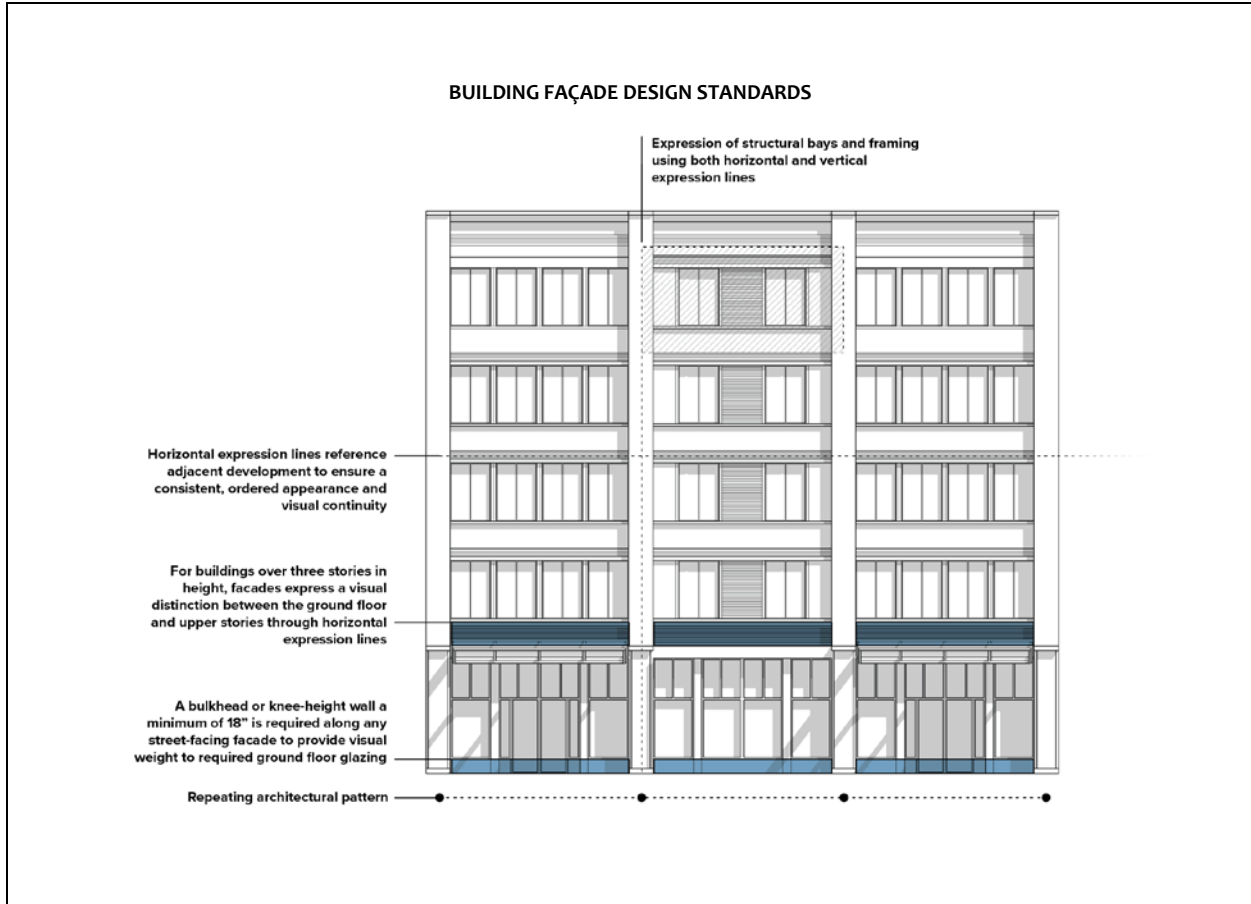 BUILDING FAÇADE DESIGN STANDARDS
Expression of structural bays and framing
using both horizontal and vertical
expression lines
Horizontal expression lines reference
adjacent development to ensure a
consistent, ordered appearance and
visual continuity
For buildings over three stories in
height, facades express a visual
distinction between the ground floor
and upper stories through horizontal
expression lines
A bulkhead or knee-height wall a
minimum of 18” is required along any
street-facing facade to provide visual
weight to required ground floor glazing
Repeating architectural pattern